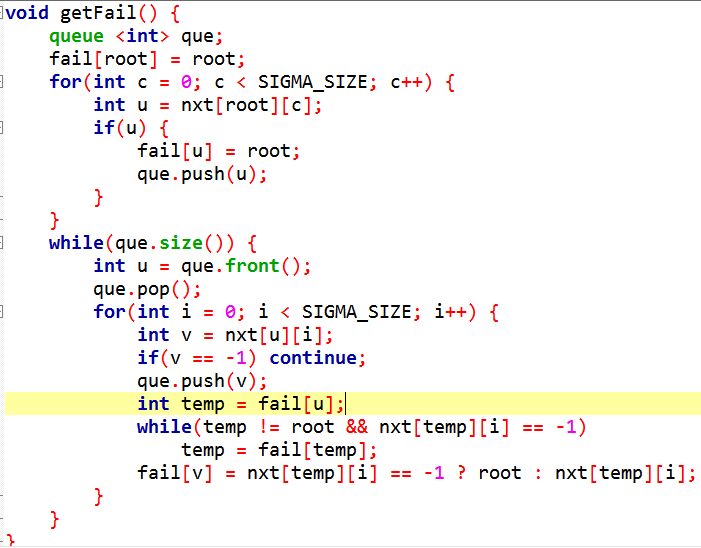 void getFail() {
    queue <int> que;
    fail[root] = root;
    for(int c = 0; c < SIGMA_SIZE; c++) {
        int u = nxt[root][c];
        if(u) {
            fail[u] = root;
            que.push(u);
        }
    }
    while(que.size()) {
        int u = que.front();
        que.pop();
        for(int i = 0; i < SIGMA_SIZE; i++) {
            int v = nxt[u][i];
            if(v == -1) continue;
            que.push(v);
            int temp = fail[u];
            while(temp != root && nxt[temp][i] == -1)
                temp = fail[temp];
            fail[v] = nxt[temp][i] == -1 ? root : nxt[temp][i];
        }
    }
}